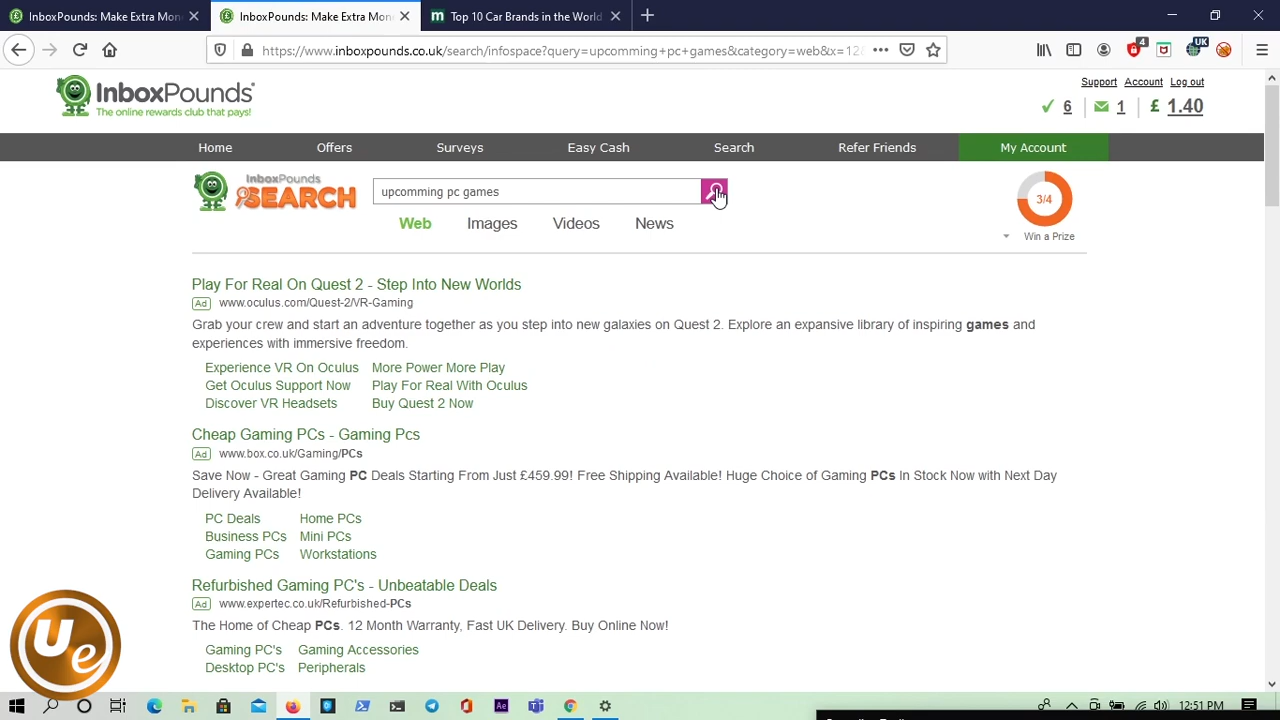 InboxPounds: Make Extra Mone
InboxPounds: Make Extra Mone
Top 10 Car Brands in the World
https://www.inboxpounds.co.uk/search/infospace?query=upcomming+pc+games&category=web&x=128
4
UK
InboxPounds
The online rewards club that pays!
Support Account Log out
6 1 £ 1.40
Home Offers Surveys Easy Cash Search Refer Friends My Account
InboxPounds
SEARCH
upcomming pc games
3/4
Web Images Videos News
Win a Prize
Play For Real On Quest 2 - Step Into New Worlds
Ad www.oculus.com/Quest-2/VR-Gaming
Grab your crew and start an adventure together as you step into new galaxies on Quest 2. Explore an expansive library of inspiring games and
experiences with immersive freedom.
Experience VR On Oculus More Power More Play
Get Oculus Support Now Play For Real With Oculus
Discover VR Headsets Buy Quest 2 Now
Cheap Gaming PCs - Gaming Pcs
Ad www.box.co.uk/Gaming/PCs
Save Now - Great Gaming PC Deals Starting From Just £459.99! Free Shipping Available! Huge Choice of Gaming PCs In Stock Now with Next Day
Delivery Available!
PC Deals Home PCs
Business PCs Mini PCs
Gaming PCs Workstations
Refurbished Gaming PC's - Unbeatable Deals
Ad www.expertec.co.uk/Refurbished-PCs
The Home of Cheap PCs. 12 Month Warranty, Fast UK Delivery. Buy Online Now!
Gaming PC's Gaming Accessories
Desktop PC's Peripherals
Ue
Ae
12:51 PM